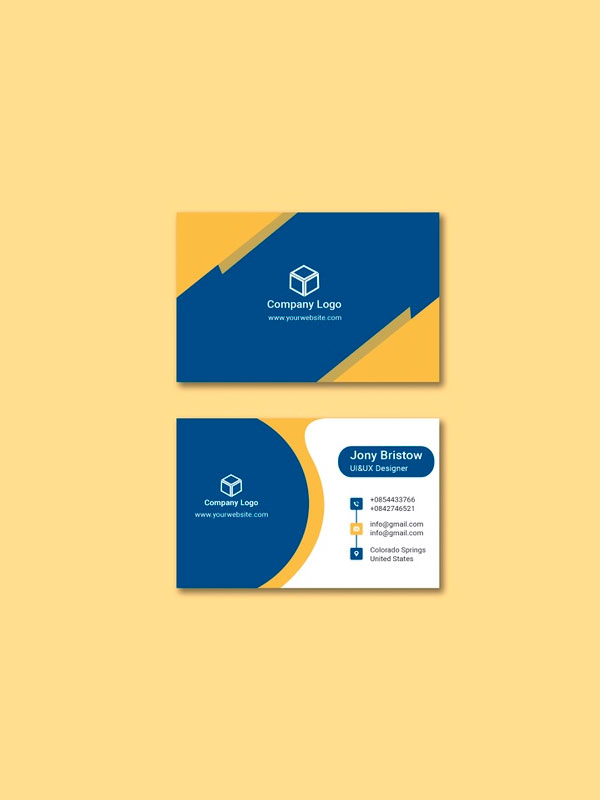 Company Logo
www.yourwebsite.com
Company Logo
www.yourwebsite.com
Jony Bristow
UI&UX Designer
+0854433766
+0842746521
info@gmail.com
info@gmail.com
Colorado Springs
United States